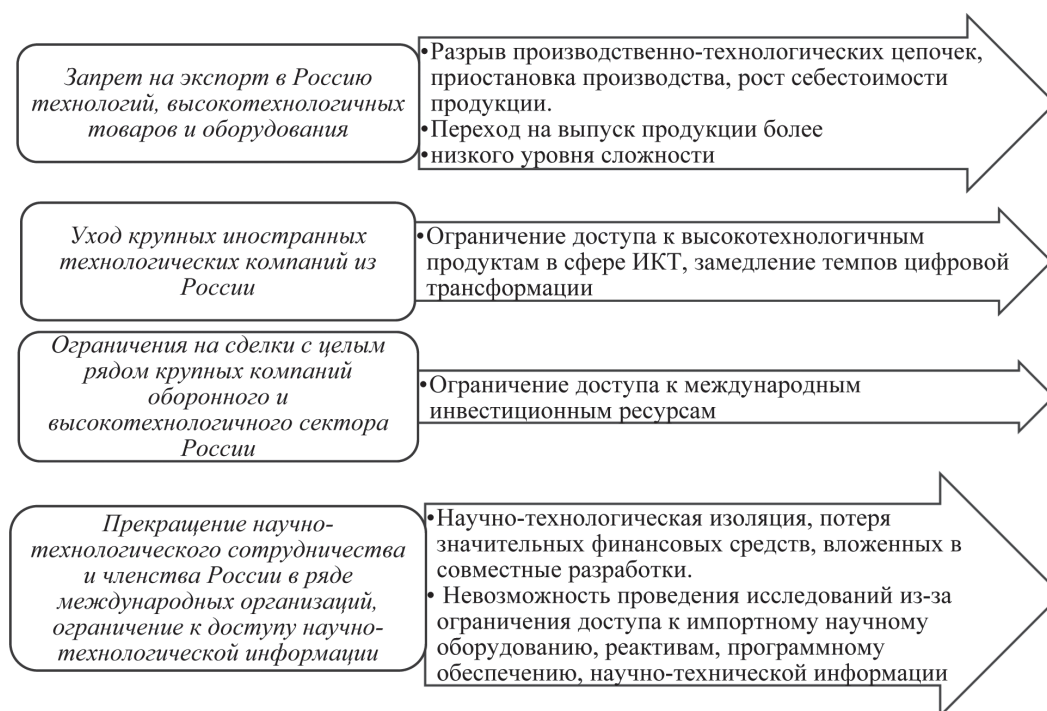 Запрет на экспорт в Россию
технологий, высокотехнологичных
товаров и оборудования
•Разрыв производственно-технологических цепочек,
приостановка производства, рост себестоимости
продукции.
•Переход на выпуск продукции более
•низкого уровня сложности
Уход крупных иностранных
технологических компаний из
России
•Ограничение доступа к высокотехнологичным
продуктам в сфере ИКТ, замедление темпов цифровой
трансформации
Ограничения на сделки с целым
рядом крупных компаний
оборонного и
высокотехнологичного сектора
России
•Ограничение доступа к международным
инвестиционным ресурсам
Прекращение научно-
технологического сотрудничества
и членства России в ряде
международных организаций,
ограничение к доступу научно-
технологической информации
•Научно-технологическая изоляция, потеря
значительных финансовых средств, вложенных в
совместные разработки.
• Невозможность проведения исследований из-за
ограничения доступа к импортному научному
оборудованию, реактивам, программному
обеспечению, научно-технической информации